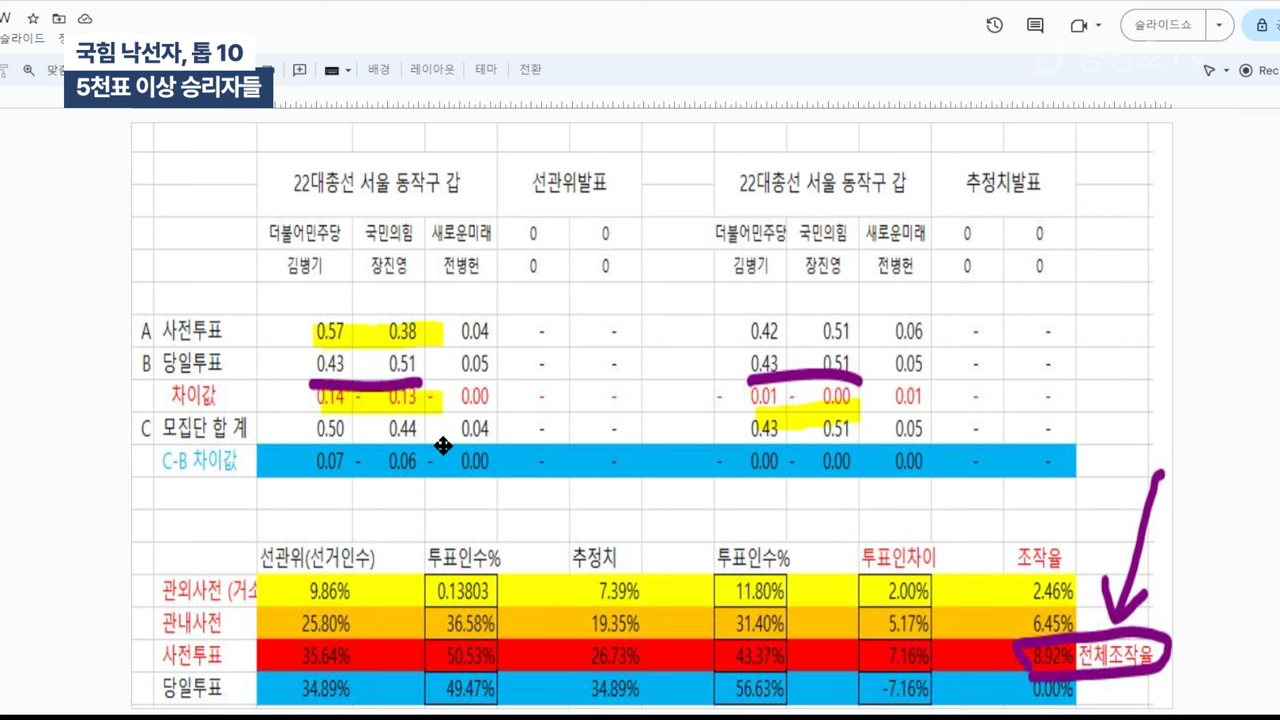 슬라이드쇼
국힘 낙선자, 톱 10
5천표 이상 승리자들
배경 레이아웃 테마 전환
Rec
22대총선 서울 동작구 갑 선관위발표 22대총선 서울 동작구 갑 추정치발표
더불어민주당 국민의힘 새로운미래 0 0 더불어민주당 국민의힘 새로운미래 0 0
김병기 장진영 전병헌 0 0 김병기 장진영 전병헌 0 0
A 사전투표 0.57 0.38 0.04 - - 0.42 0.51 0.06 - -
B 당일투표 0.43 0.51 0.05 - - 0.43 0.51 0.05 - -
차이값 0.14 - 0.13 - 0.00 - - - 0.01 - 0.00 0.01 - -
C 모집단 합 계 0.50 0.44 0.04 - - 0.43 0.51 0.05 - -
C-B 차이값 0.07 - 0.06 - 0.00 - - - 0.00 - 0.00 0.00 - -
선관위(선거인수) 투표인수% 추정치 투표인수% 투표인차이 조작율
관외사전 (거소 9.86% 0.13803 7.39% 11.80% 2.00% 2.46%
관내사전 25.80% 36.58% 19.35% 31.40% 5.17% 6.45%
사전투표 35.64% 50.53% 26.73% 43.37% 7.16% 8.92% 전체조작율
당일투표 34.89% 49.47% 34.89% 56.63% -7.16% 0.00%